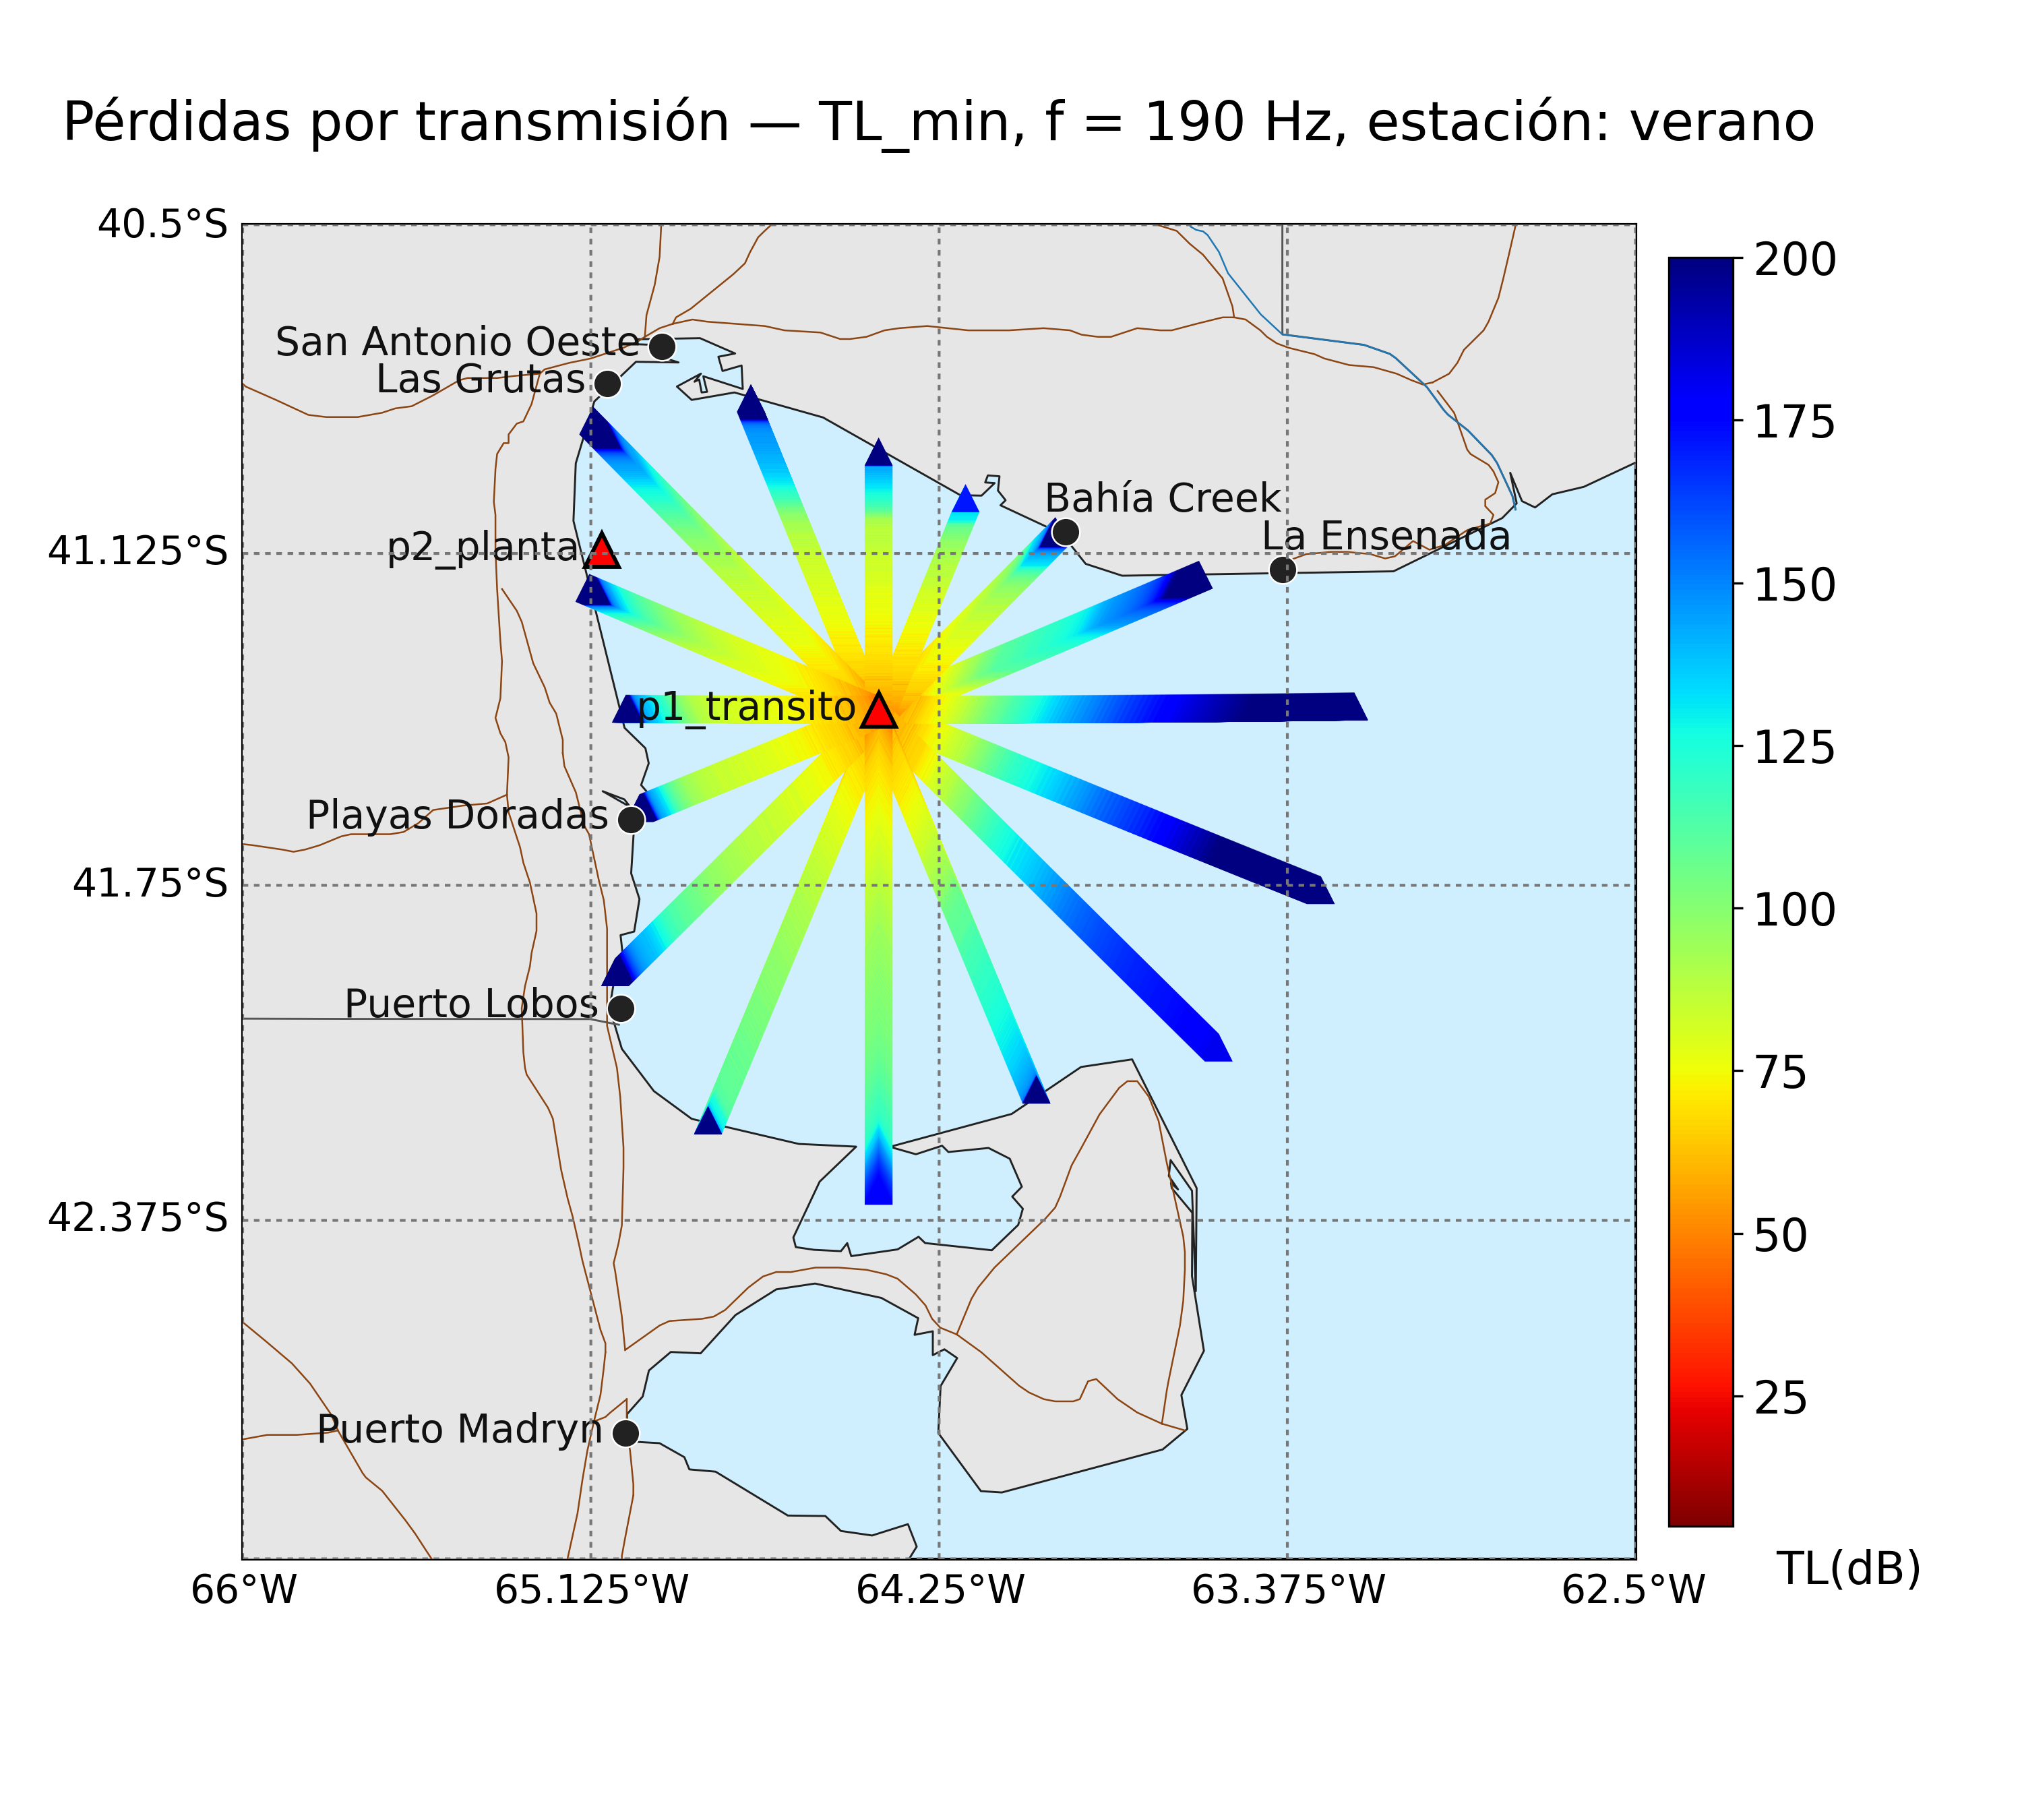 Pérdidas por transmisión — TL_min, f = 190 Hz, estación: verano
40.5°S
200
San Antonio Oeste
Las Grutas
175
Bahía Creek
La Ensenada
p2_planta
41.125°S
150
p1_transito
125
Playas Doradas
41.75°S
100
Puerto Lobos
75
42.375°S
50
25
Puerto Madryn
TL(dB)
66°W
65.125°W
64.25°W
63.375°W
62.5°W